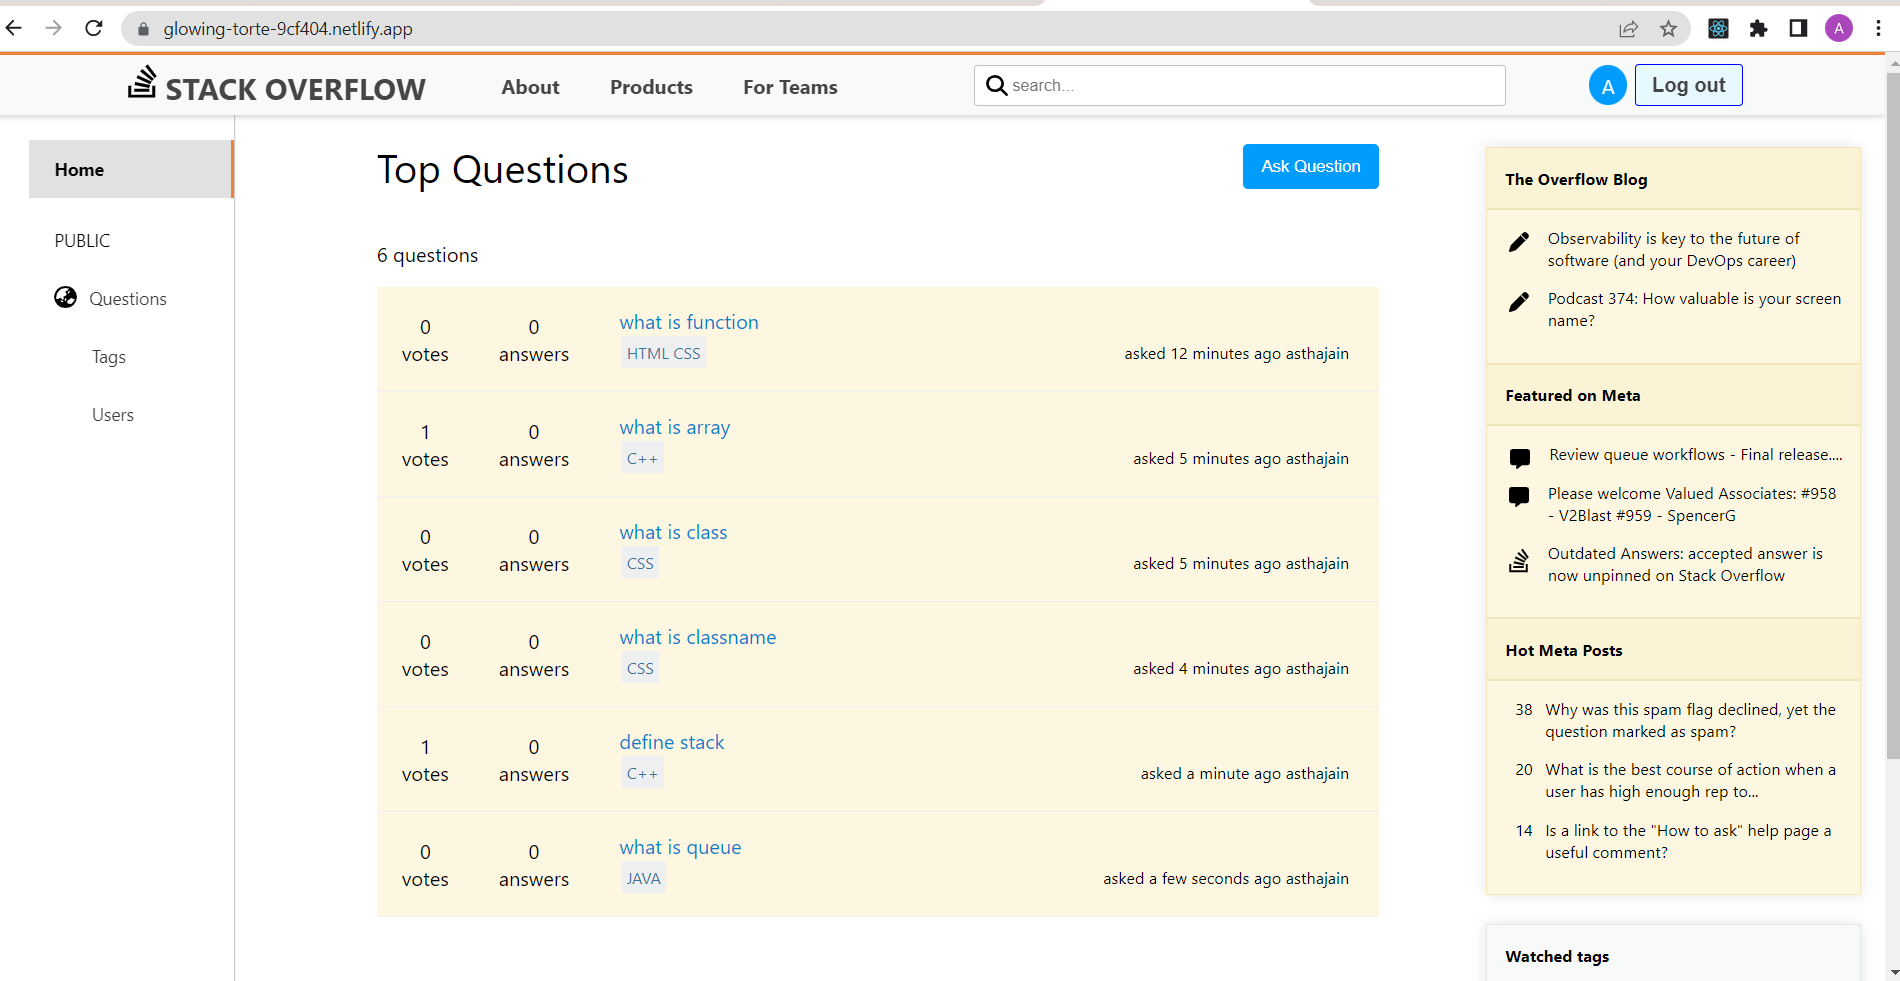 glowing-torte-9cf404.netlify.app
A
STACK OVERFLOW
About
Products
For Teams
search...
A
Log out
Home
PUBLIC
Questions
Tags
Users
Top Questions
Ask Question
6 questions
0
votes
0
answers
what is function
HTML CSS
asked 12 minutes ago asthajain
1
votes
0
answers
what is array
C++
asked 5 minutes ago asthajain
0
votes
0
answers
what is class
CSS
asked 5 minutes ago asthajain
0
votes
0
answers
what is classname
CSS
asked 4 minutes ago asthajain
1
votes
0
answers
define stack
C++
asked a minute ago asthajain
0
votes
0
answers
what is queue
JAVA
asked a few seconds ago asthajain
The Overflow Blog
Observability is key to the future of
software (and your DevOps career)
Podcast 374: How valuable is your screen
name?
Featured on Meta
Review queue workflows - Final release....
Please welcome Valued Associates: #958
- V2Blast #959 - SpencerG
Outdated Answers: accepted answer is
now unpinned on Stack Overflow
Hot Meta Posts
38 Why was this spam flag declined, yet the
question marked as spam?
20 What is the best course of action when a
user has high enough rep to...
14 Is a link to the "How to ask" help page a
useful comment?
Watched tags